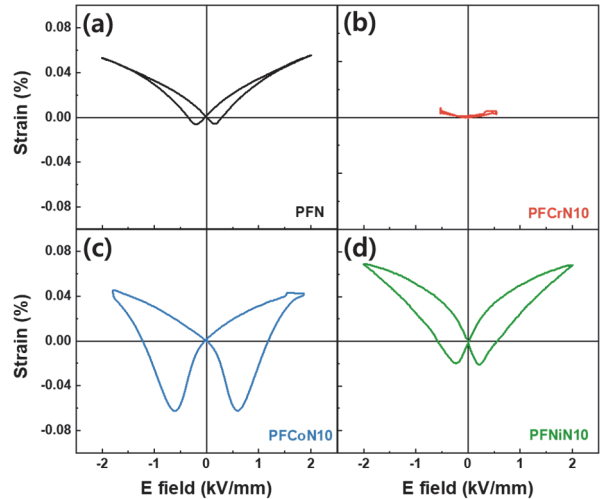 (a)
0.08
0.04
0.00
-0.04
-0.08
Strain (%)
PFN
(b)
PFCrN10
(c)
0.08
0.04
0.00
-0.04
-0.08
Strain (%)
PFCoN10
-2 -1 0 1 2
E field (kV/mm)
(d)
PFNiN10
-2 -1 0 1 2
E field (kV/mm)